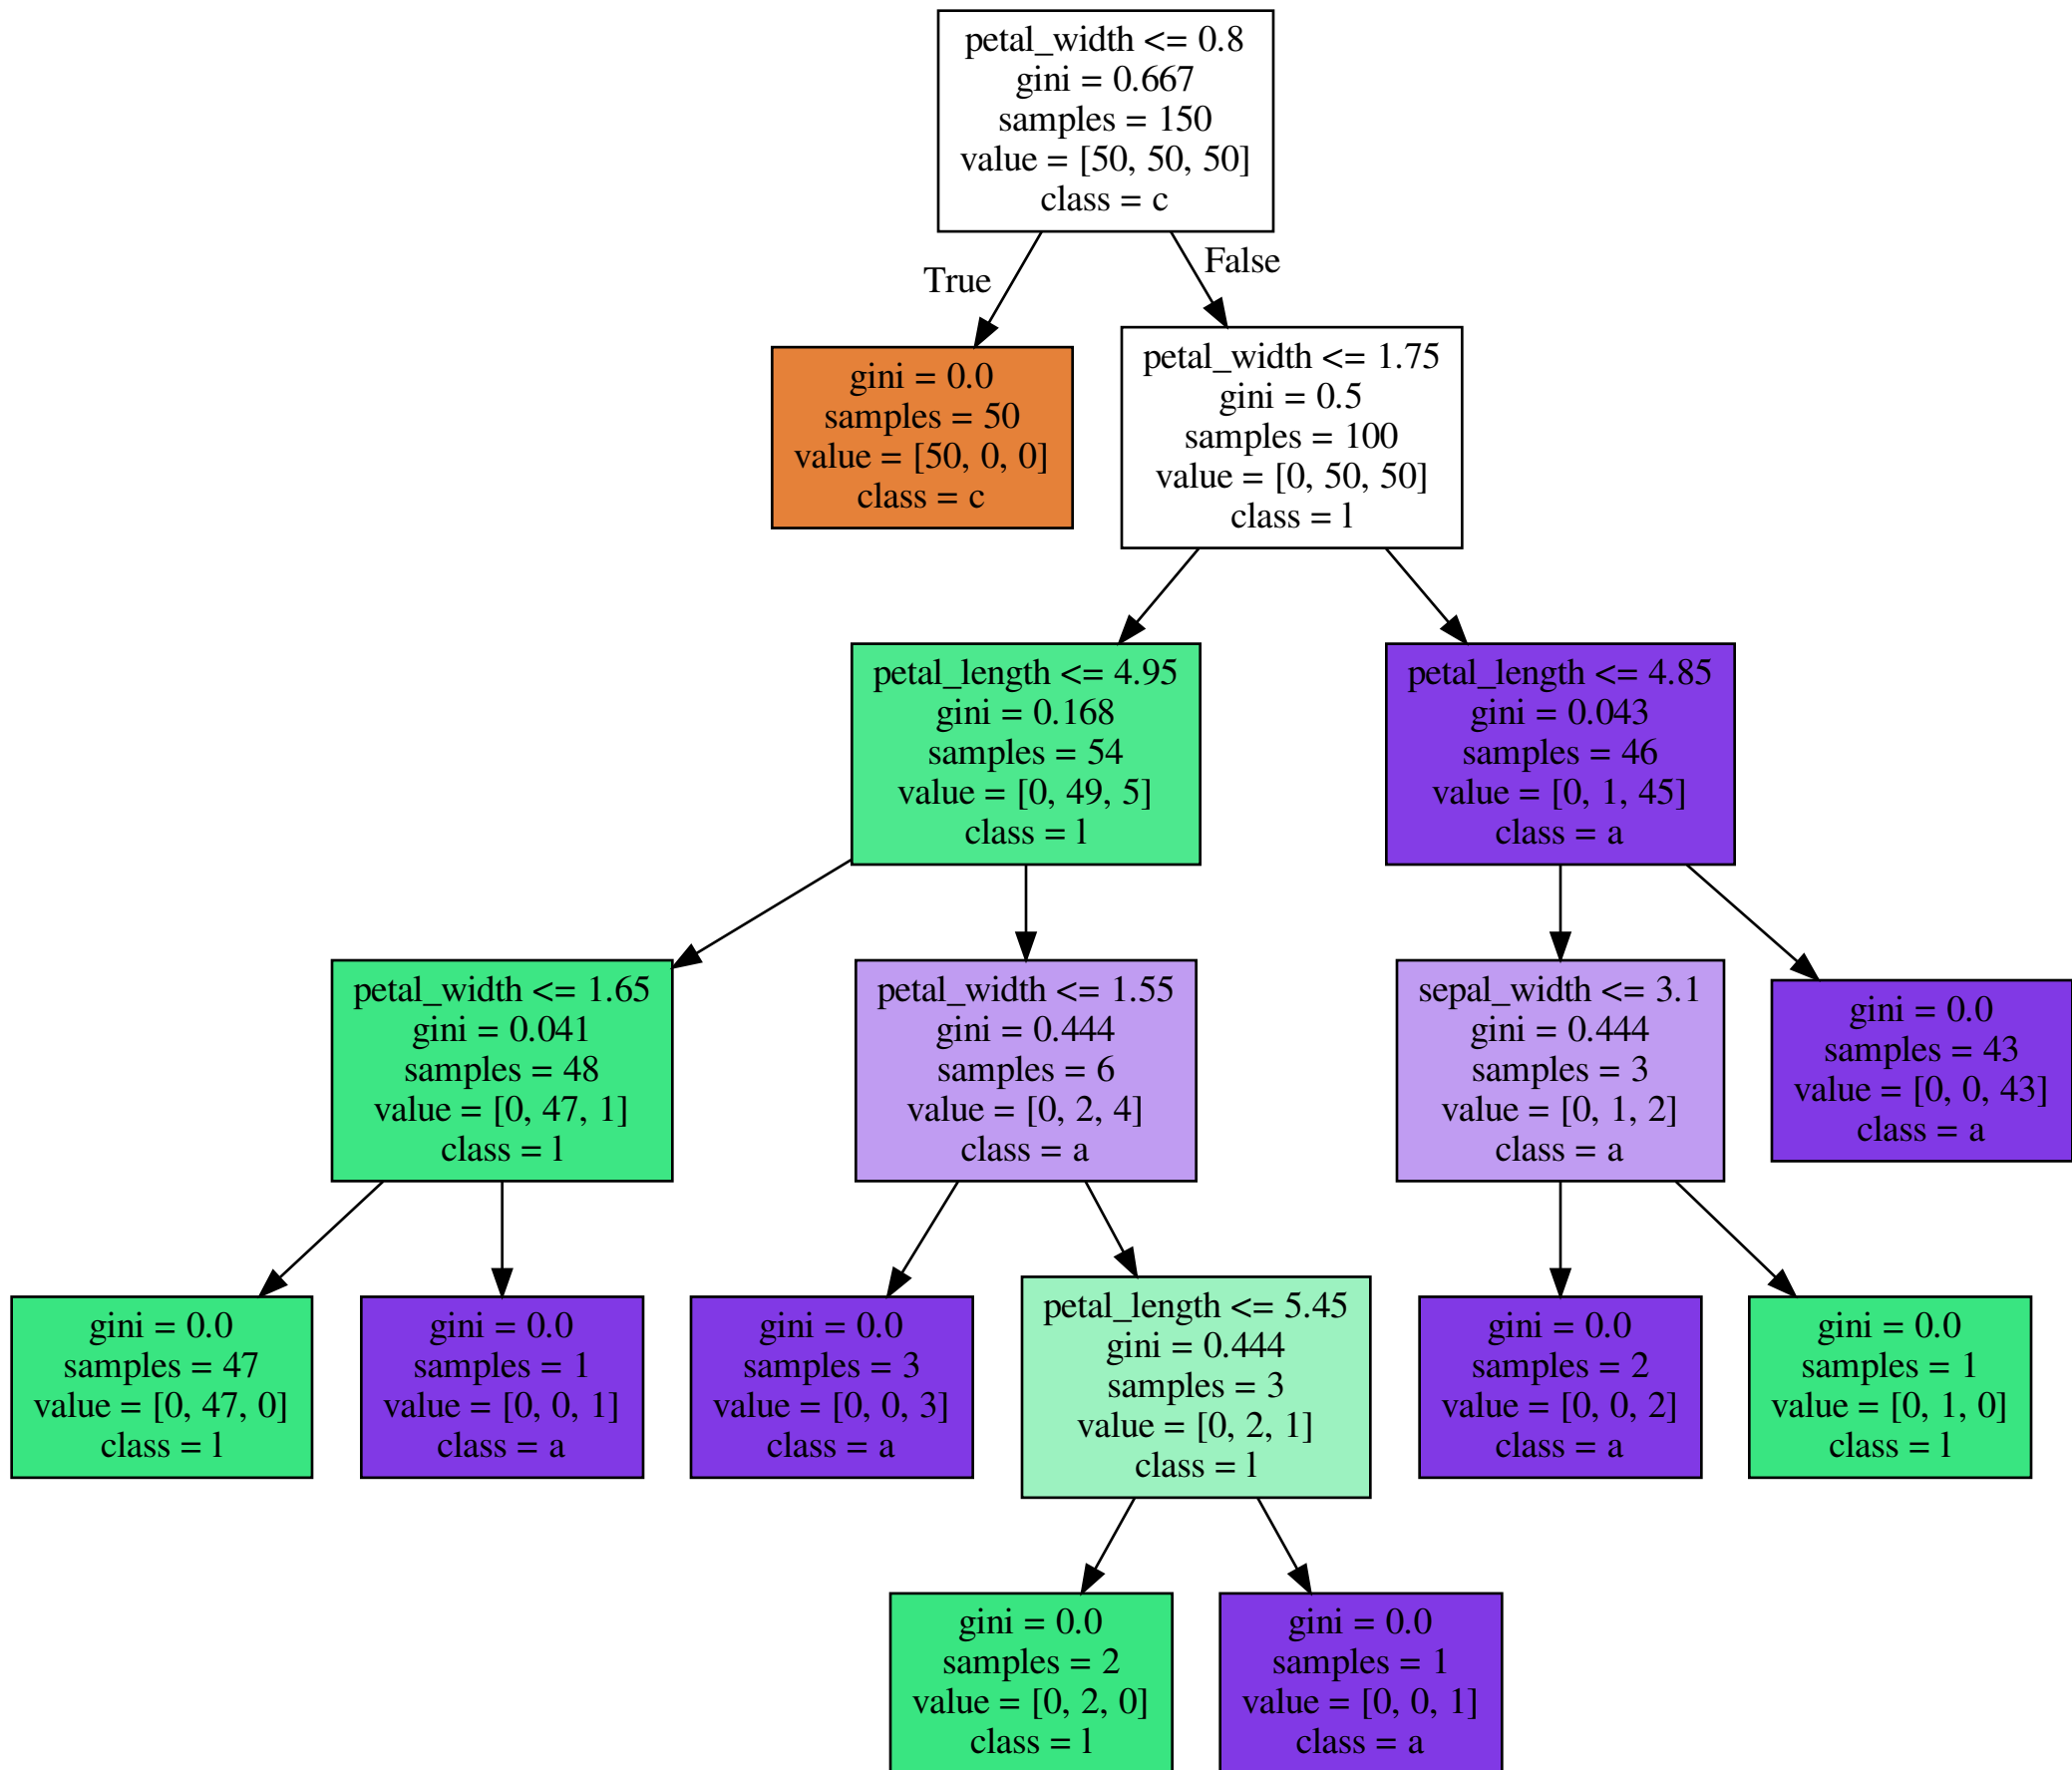 petal_width <= 0.8
gini = 0.667
samples = 150
value = [50, 50, 50]
class = c
True
False
gini = 0.0
samples = 50
value = [50, 0, 0]
class = c
petal_width <= 1.75
gini = 0.5
samples = 100
value = [0, 50, 50]
class = l
petal_length <= 4.95
gini = 0.168
samples = 54
value = [0, 49, 5]
class = l
petal_length <= 4.85
gini = 0.043
samples = 46
value = [0, 1, 45]
class = a
petal_width <= 1.65
gini = 0.041
samples = 48
value = [0, 47, 1]
class = l
petal_width <= 1.55
gini = 0.444
samples = 6
value = [0, 2, 4]
class = a
sepal_width <= 3.1
gini = 0.444
samples = 3
value = [0, 1, 2]
class = a
gini = 0.0
samples = 43
value = [0, 0, 43]
class = a
gini = 0.0
samples = 47
value = [0, 47, 0]
class = l
gini = 0.0
samples = 1
value = [0, 0, 1]
class = a
gini = 0.0
samples = 3
value = [0, 0, 3]
class = a
petal_length <= 5.45
gini = 0.444
samples = 3
value = [0, 2, 1]
class = l
gini = 0.0
samples = 2
value = [0, 0, 2]
class = a
gini = 0.0
samples = 1
value = [0, 1, 0]
class = l
gini = 0.0
samples = 2
value = [0, 2, 0]
class = l
gini = 0.0
samples = 1
value = [0, 0, 1]
class = a